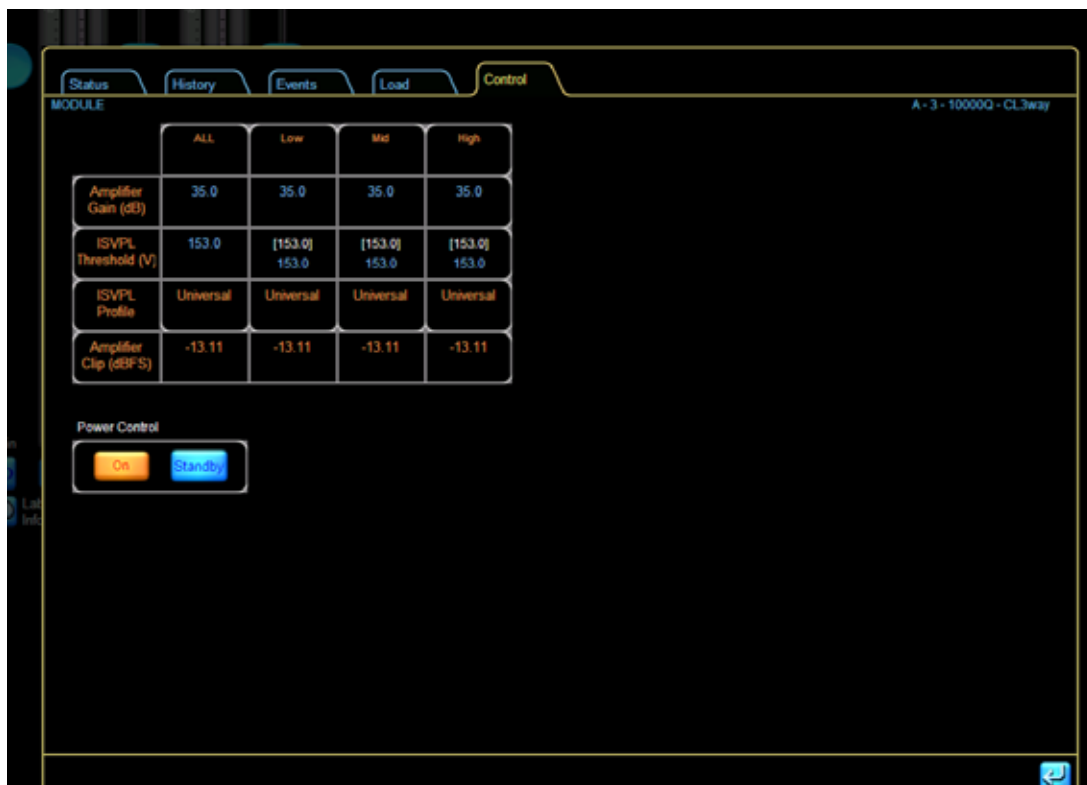 Status History Events Load Control
MODULE A - 3 - 10000Q - CL3way
ALL Low Mid High
Amplifier
Gain (dB) 35.0 35.0 35.0 35.0
ISVPL
Threshold (V) 153.0 [153.0] [153.0] [153.0]
153.0 153.0 153.0
ISVPL
Profile Universal Universal Universal Universal
Amplifier
Clip (dBFS) -13.11 -13.11 -13.11 -13.11
Power Control
On Standby